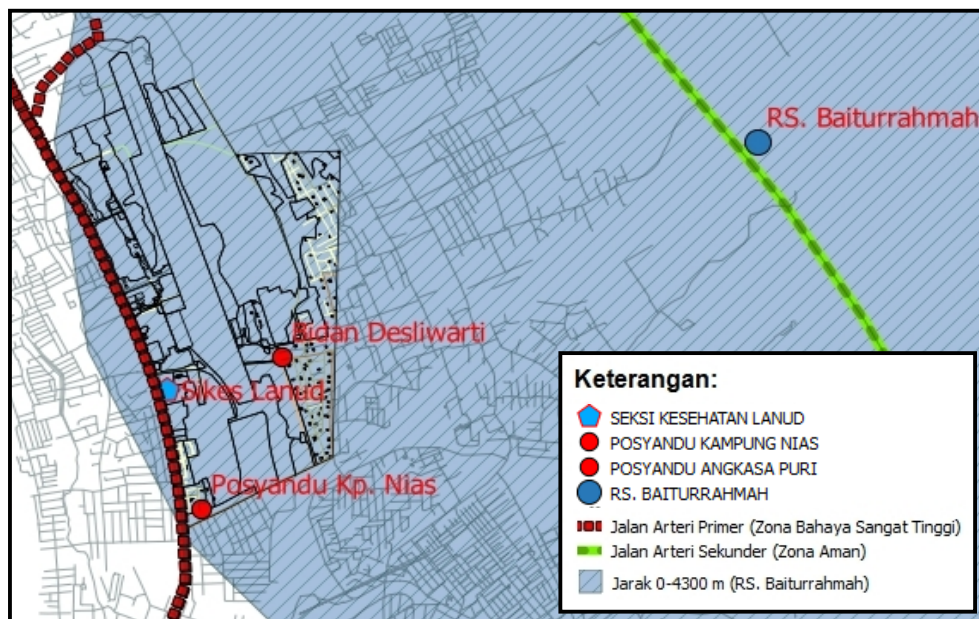 RS. Baiturrahmah
Bidan Desliwarti
Sikes Lanud
Posyandu Kp. Nias
Keterangan:
SEKSI KESEHATAN LANUD
POSYANDU KAMPUNG NIAS
POSYANDU ANGKASA PURI
RS. BAITURRAHMAH
Jalan Arteri Primer (Zona Bahaya Sangat Tinggi)
Jalan Arteri Sekunder (Zona Aman)
Jarak 0-4300 m (RS. Baiturrahmah)